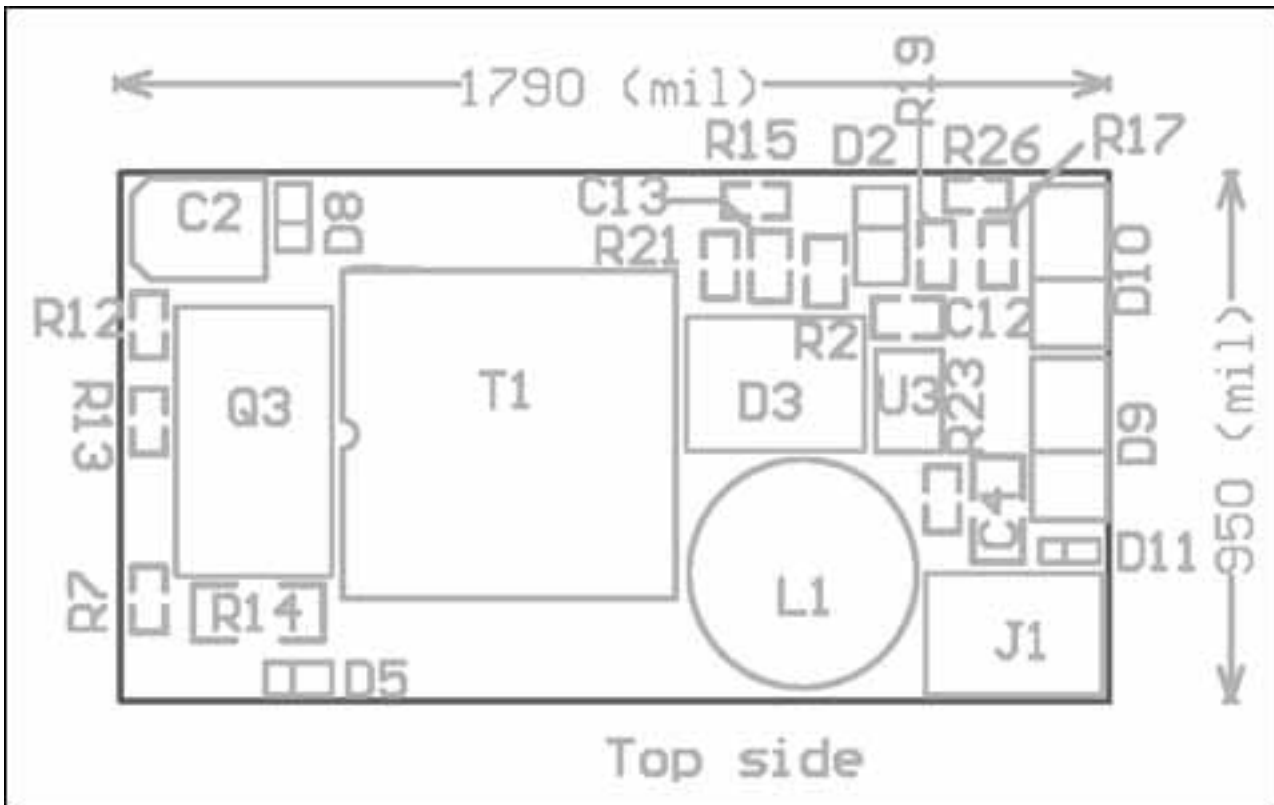 1790 (mil)
R19
R15
D2
R26
R17
C2
D8
C13
R21
D10
R12
R2
C12
Q3
T1
D3
U3
R23
R13
D9
950 (mil)
C4
D11
R7
R14
L1
J1
D5
Top side